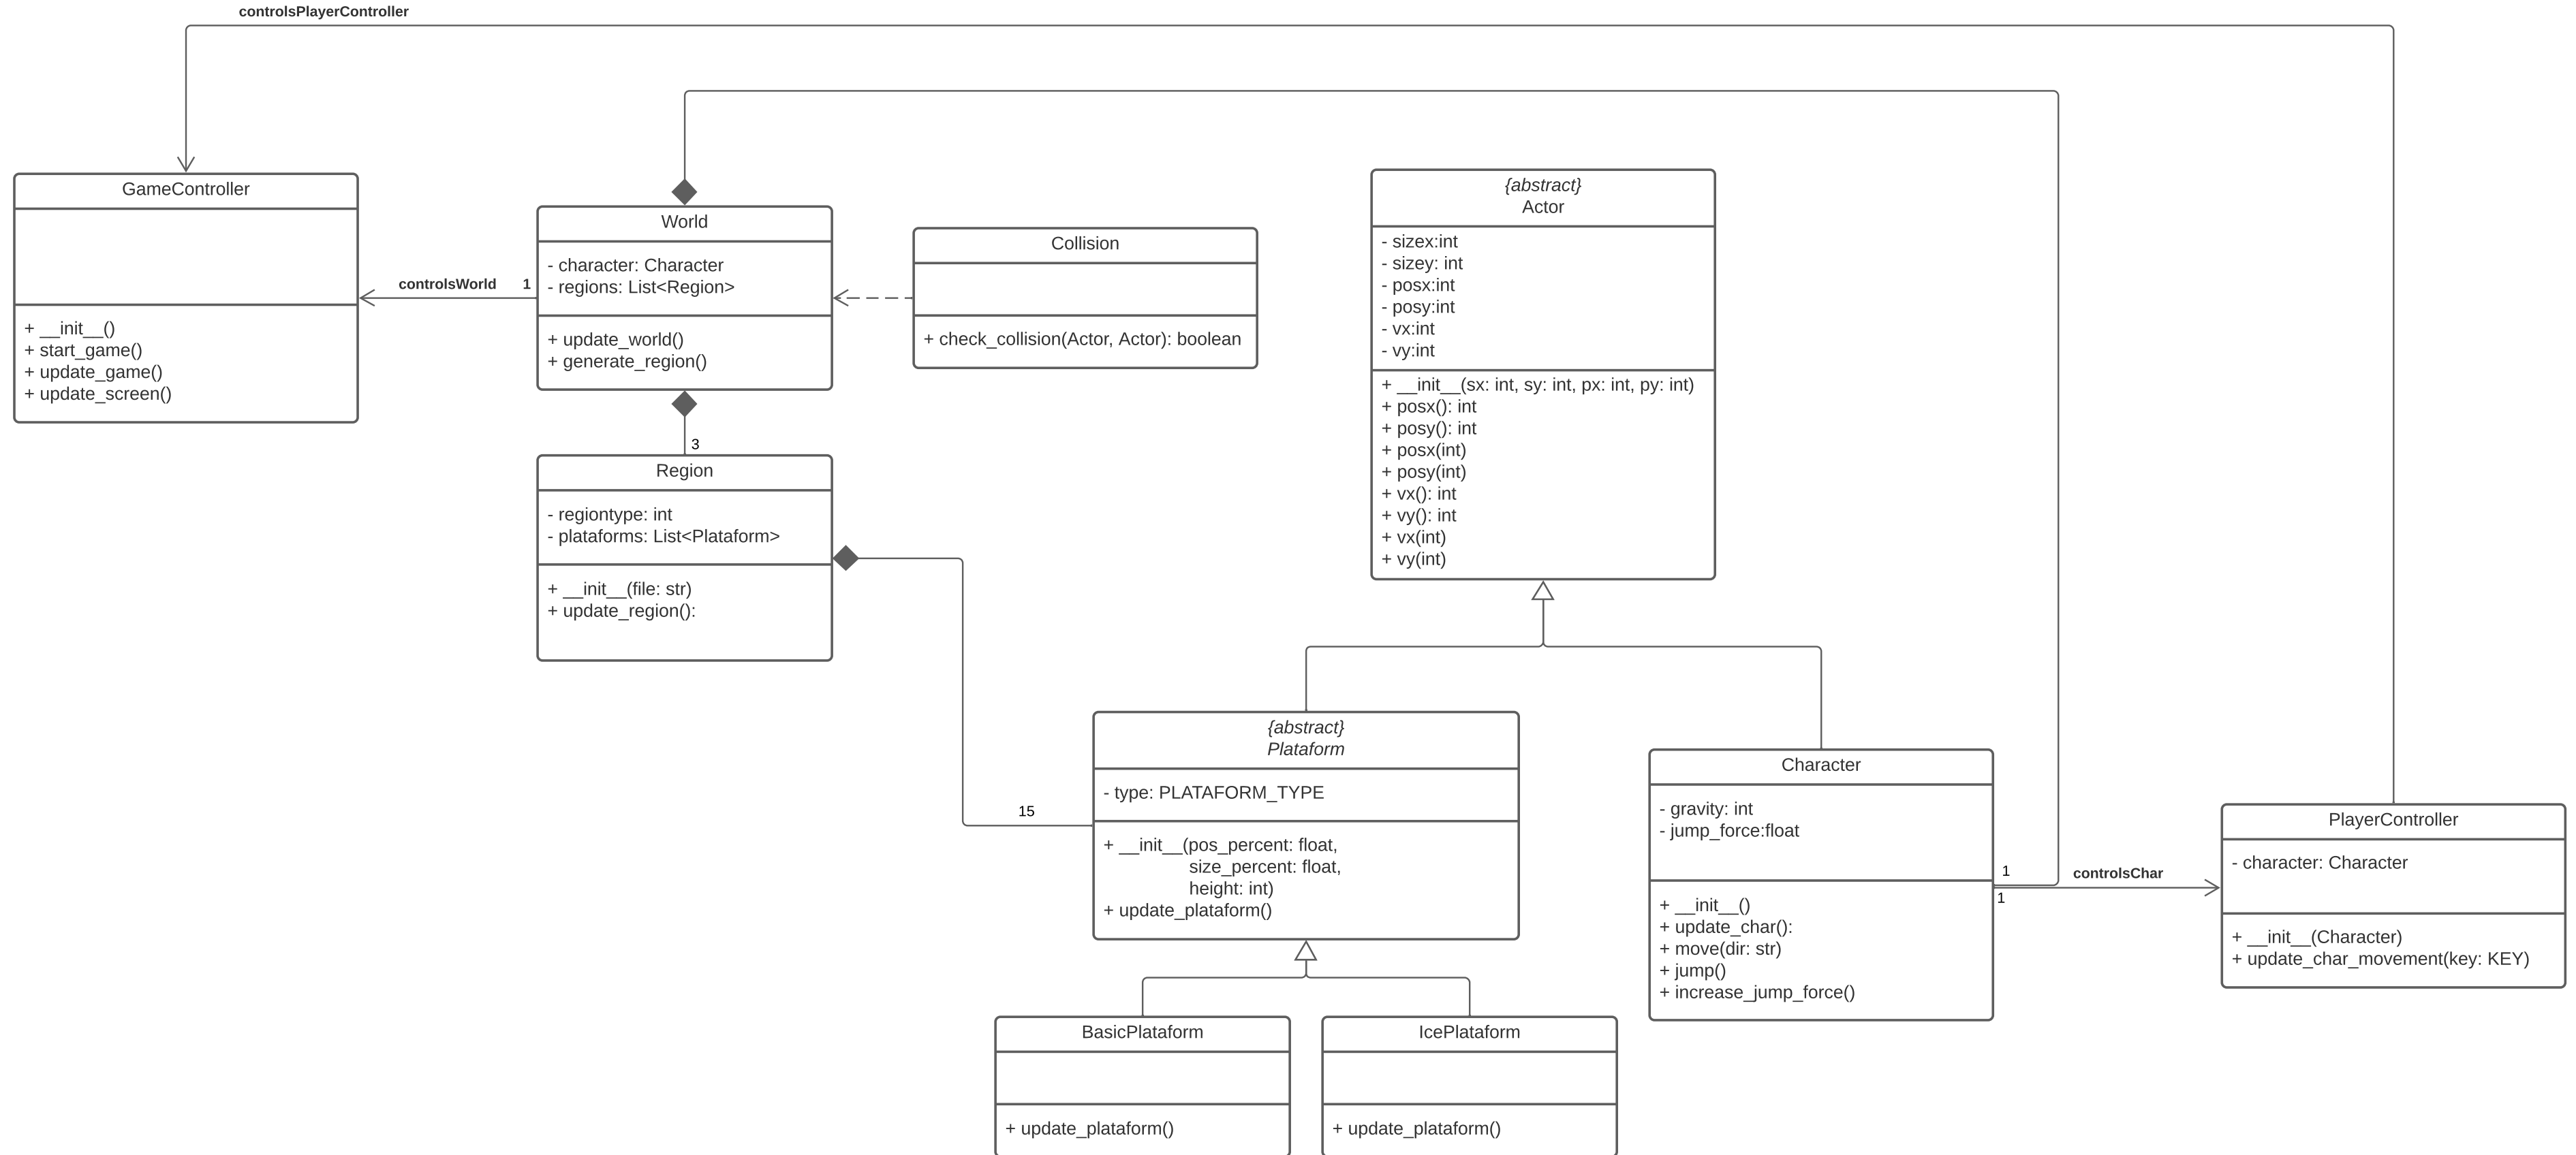 controlsPlayerController
GameController
+ __init__()
+ start_game()
+ update_game()
+ update_screen()
controlsWorld
1
World
- character: Character
- regions: List<Region>
+ update_world()
+ generate_region()
Collision
+ check_collision(Actor, Actor): boolean
{abstract}
Actor
- sizex:int
- sizey: int
- posx:int
- posy:int
- vx:int
- vy:int
+ __init__(sx: int, sy: int, px: int, py: int)
+ posx(): int
+ posy(): int
+ posx(int)
+ posy(int)
+ vx(): int
+ vy(): int
+ vx(int)
+ vy(int)
3
Region
- regiontype: int
- plataforms: List<Plataform>
+ __init__(file: str)
+ update_region():
15
{abstract}
Plataform
- type: PLATAFORM_TYPE
+ __init__(pos_percent: float,
size_percent: float,
height: int)
+ update_plataform()
Character
- gravity: int
- jump_force:float
+ __init__()
+ update_char():
+ move(dir: str)
+ jump()
+ increase_jump_force()
1
1
controlsChar
PlayerController
- character: Character
+ __init__(Character)
+ update_char_movement(key: KEY)
BasicPlataform
+ update_plataform()
IcePlataform
+ update_plataform()